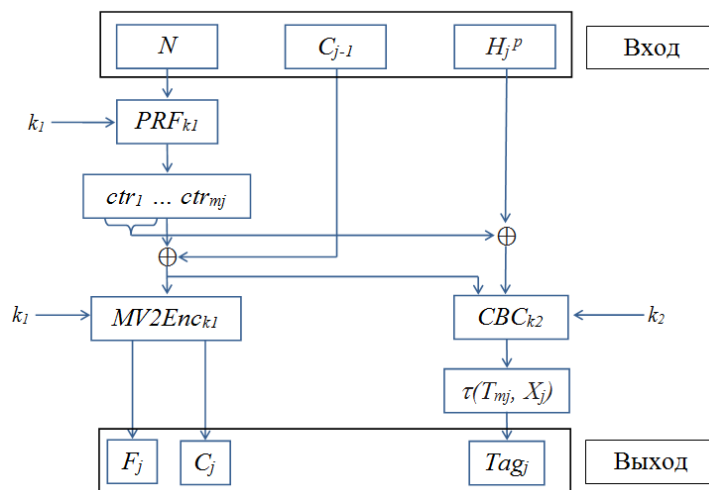 N C_{j-1} H_j^p Вход
k_1 PRF_{k1}
ctr_1 ... ctr_{mj}
⊕
⊕
k_1 MV2Enc_{k1} CBC_{k2} k_2
τ(T_{mj}, X_j)
F_j C_j Tag_j Выход